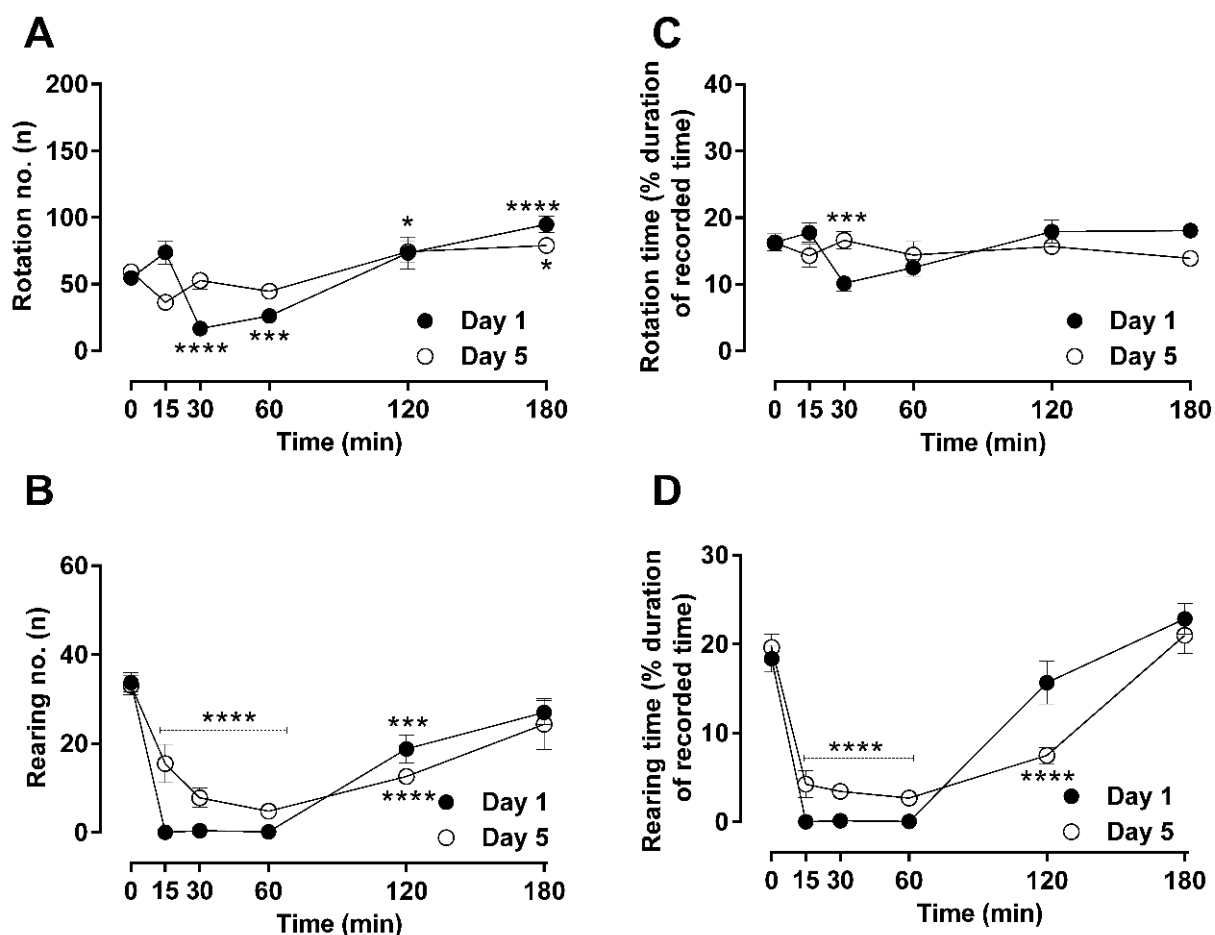 A
Rotation no. (n)
200
150
100
50
0
****
***
*
****
*
Day 1
Day 5
0 15 30 60 120 180
Time (min)
C
Rotation time (% duration
of recorded time)
40
30
20
10
0
***
Day 1
Day 5
0 15 30 60 120 180
Time (min)
B
Rearing no. (n)
60
40
20
0
****
***
****
Day 1
Day 5
0 15 30 60 120 180
Time (min)
D
Rearing time (% duration
of recorded time)
30
20
10
0
****
****
Day 1
Day 5
0 15 30 60 120 180
Time (min)